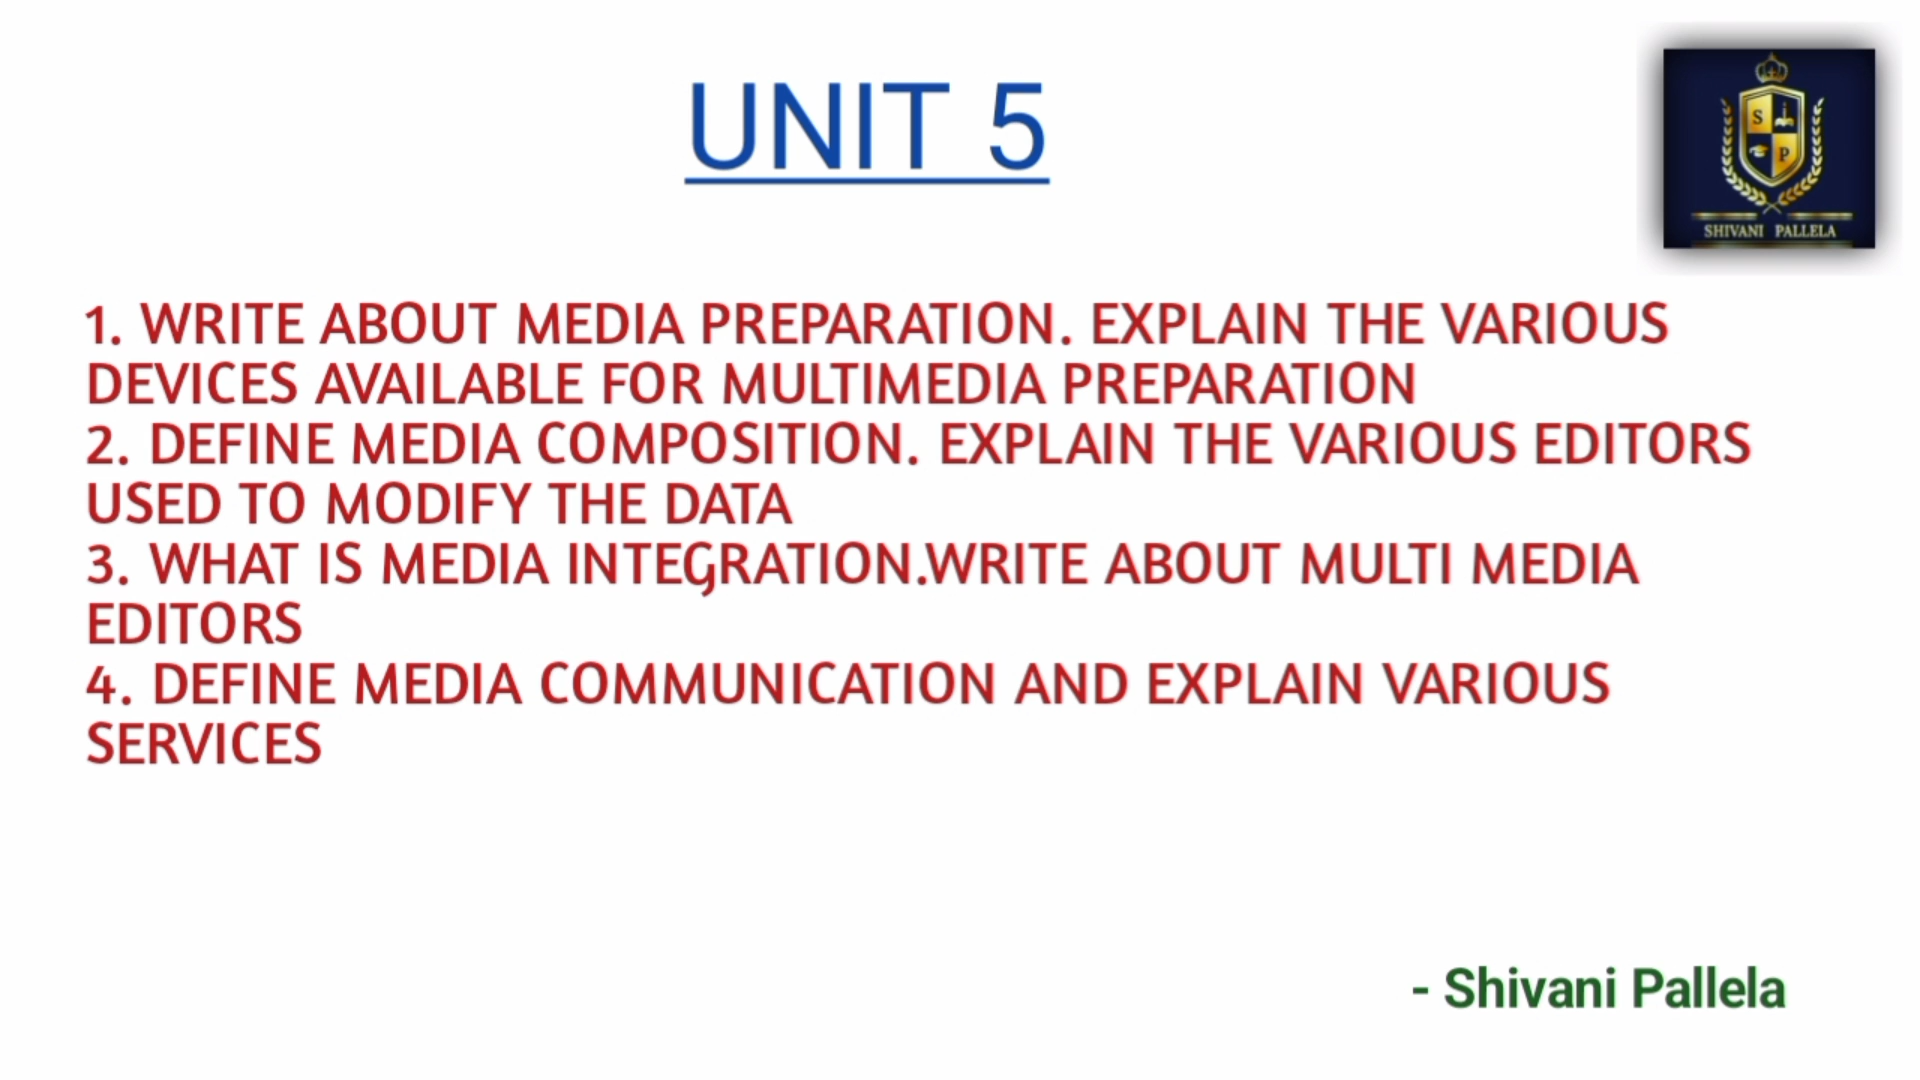 UNIT 5
S
P
SHIVANI PALLELA
1. WRITE ABOUT MEDIA PREPARATION. EXPLAIN THE VARIOUS
DEVICES AVAILABLE FOR MULTIMEDIA PREPARATION
2. DEFINE MEDIA COMPOSITION. EXPLAIN THE VARIOUS EDITORS
USED TO MODIFY THE DATA
3. WHAT IS MEDIA INTEGRATION.WRITE ABOUT MULTI MEDIA
EDITORS
4. DEFINE MEDIA COMMUNICATION AND EXPLAIN VARIOUS
SERVICES
- Shivani Pallela